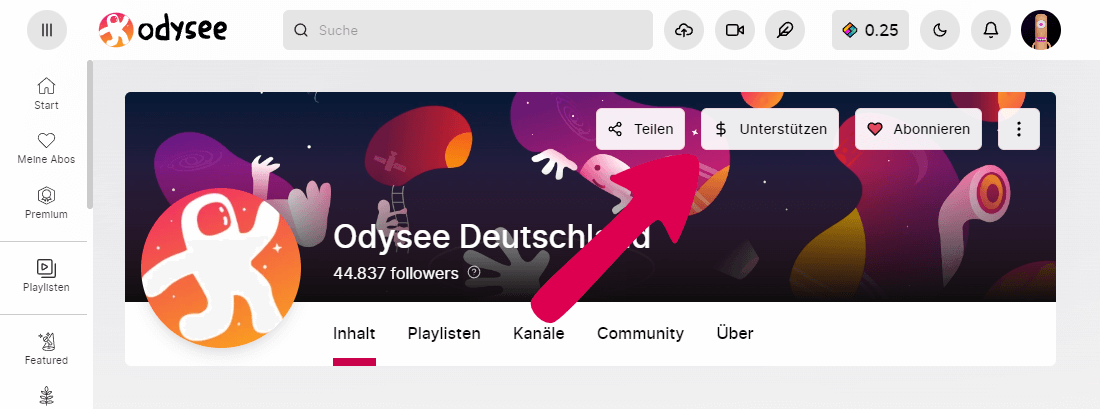 odysee
Suche
0.25
Start
Meine Abos
Premium
Playlisten
Featured
Teilen
Unterstützen
Abonnieren
Odysee Deutschland
44.837 followers
Inhalt
Playlisten
Kanäle
Community
Über